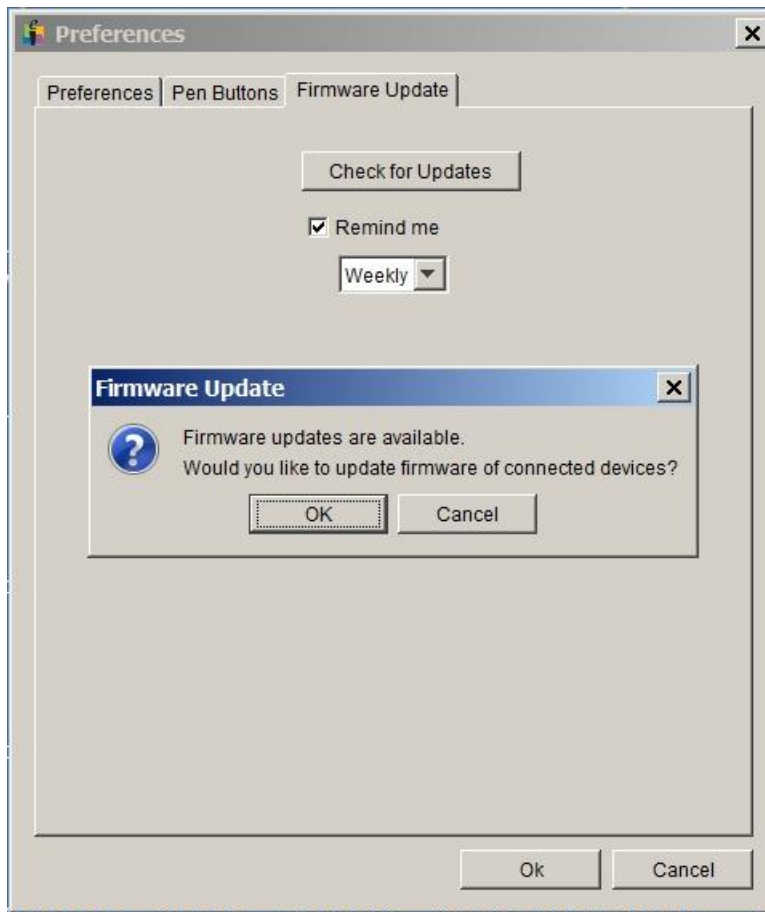 Preferences
Preferences Pen Buttons Firmware Update
Check for Updates
Remind me
Weekly
Firmware Update
Firmware updates are available.
Would you like to update firmware of connected devices?
OK Cancel
Ok Cancel